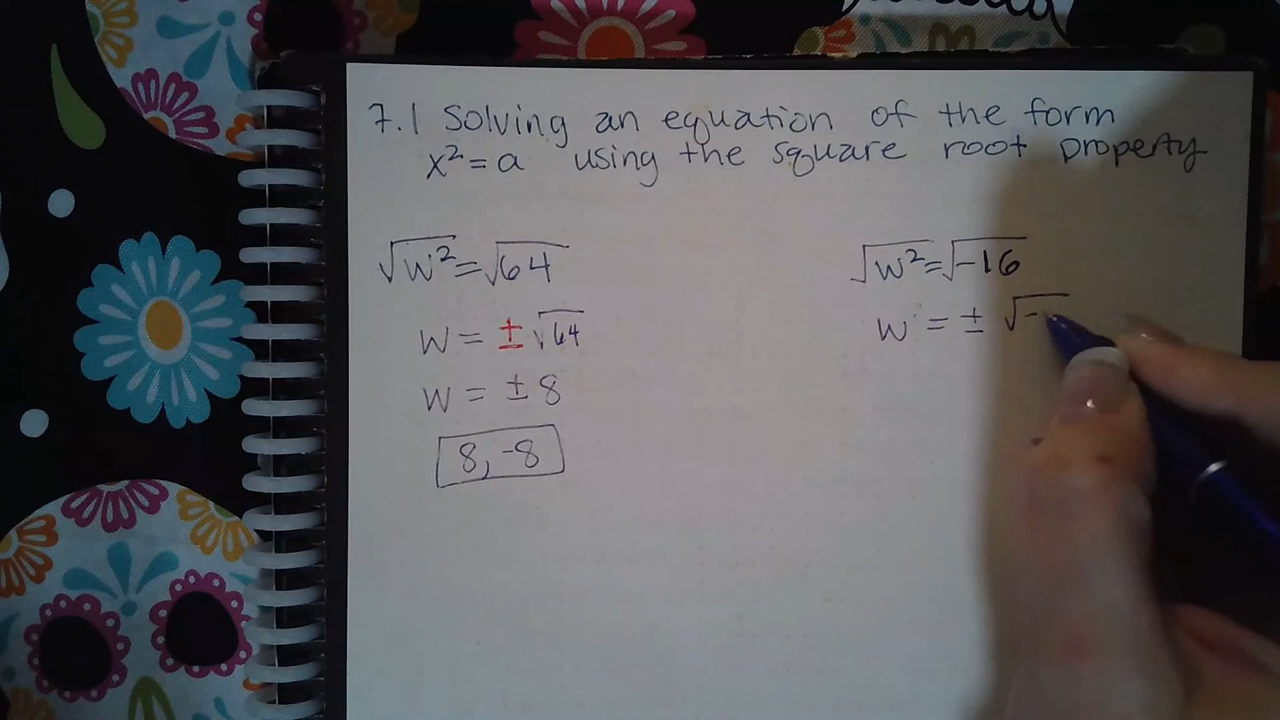 7.1 Solving an equation of the form
x² = a using the square root property
√w² = √64
w = ± √64
w = ± 8
8, -8
√w² = √-16
w = ± √-